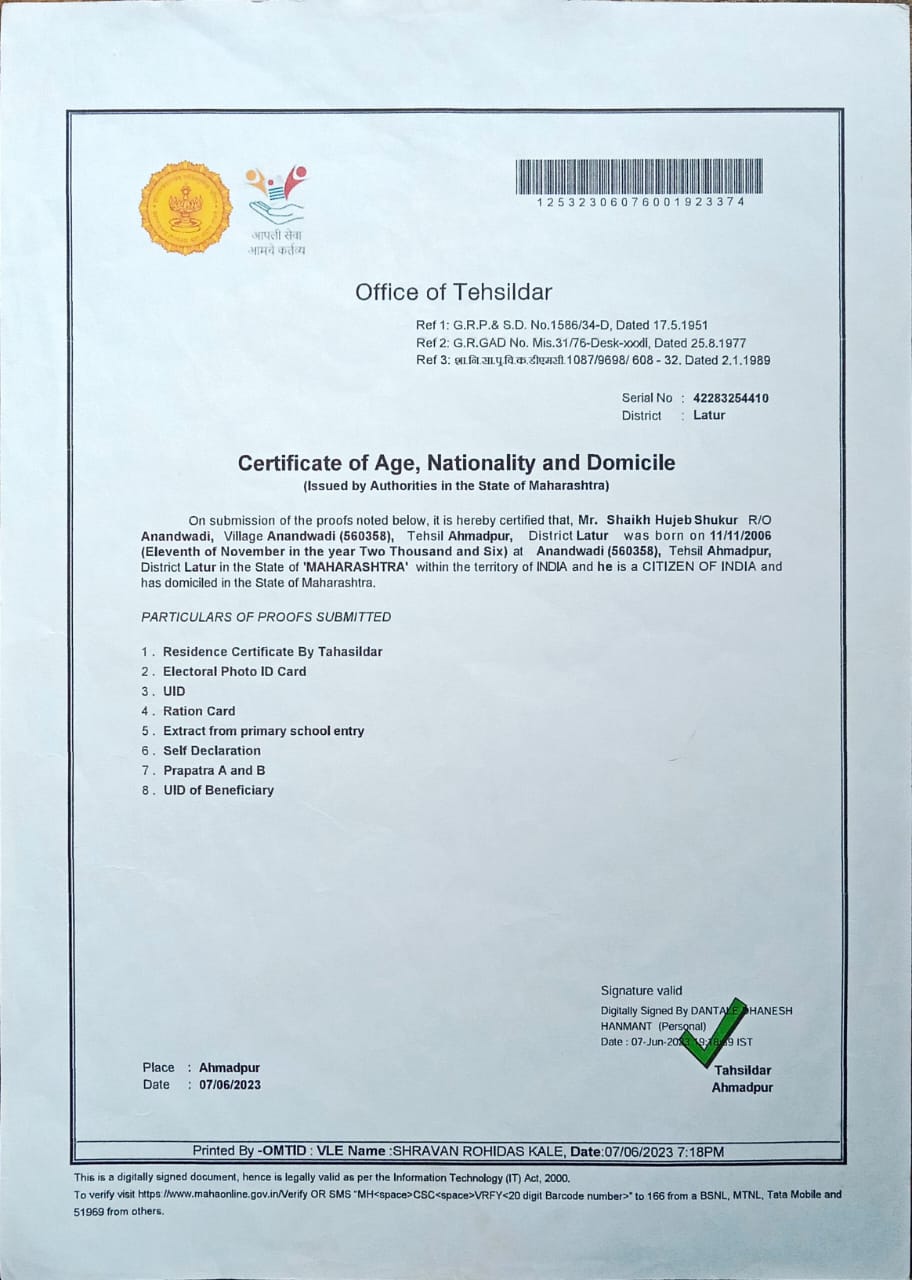 आपली सेवा
आमचे कर्तव्य
12532306076001923374
Office of Tehsildar
Ref 1: G.R.P.& S.D. No.1586/34-D, Dated 17.5.1951
Ref 2: G.R.GAD No. Mis.31/76-Desk-xxxII, Dated 25.8.1977
Ref 3: शा.नि.सा.पू.वि.क.डीएमसी.1087/9698/ 608 - 32. Dated 2.1.1989
Serial No : 42283254410
District : Latur
Certificate of Age, Nationality and Domicile
(Issued by Authorities in the State of Maharashtra)
On submission of the proofs noted below, it is hereby certified that, Mr. Shaikh Hujeb Shukur R/O
Anandwadi, Village Anandwadi (560358), Tehsil Ahmadpur, District Latur was born on 11/11/2006
(Eleventh of November in the year Two Thousand and Six) at Anandwadi (560358), Tehsil Ahmadpur,
District Latur in the State of 'MAHARASHTRA' within the territory of INDIA and he is a CITIZEN OF INDIA and
has domiciled in the State of Maharashtra.
PARTICULARS OF PROOFS SUBMITTED
1 . Residence Certificate By Tahasildar
2 . Electoral Photo ID Card
3 . UID
4 . Ration Card
5 . Extract from primary school entry
6 . Self Declaration
7 . Prapatra A and B
8 . UID of Beneficiary
Signature valid
Digitally Signed By DANTALE DHANESH
HANMANT (Personal)
Date : 07-Jun-2023 IST
Place : Ahmadpur
Date : 07/06/2023
Tahsildar
Ahmadpur
Printed By -OMTID : VLE Name :SHRAVAN ROHIDAS KALE, Date:07/06/2023 7:18PM
This is a digitally signed document, hence is legally valid as per the Information Technology (IT) Act, 2000.
To verify visit https://www.mahaonline.gov.in/Verify OR SMS "MH<space>CSC<space>VRFY<20 digit Barcode number>" to 166 from a BSNL, MTNL, Tata Mobile and
51969 from others.